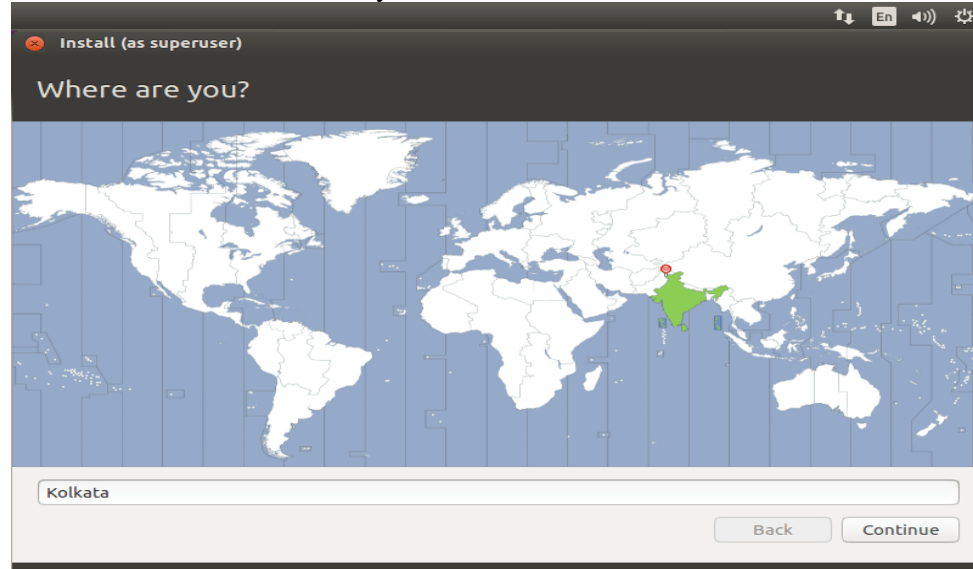 En
Install (as superuser)
Where are you?
Kolkata
Back
Continue